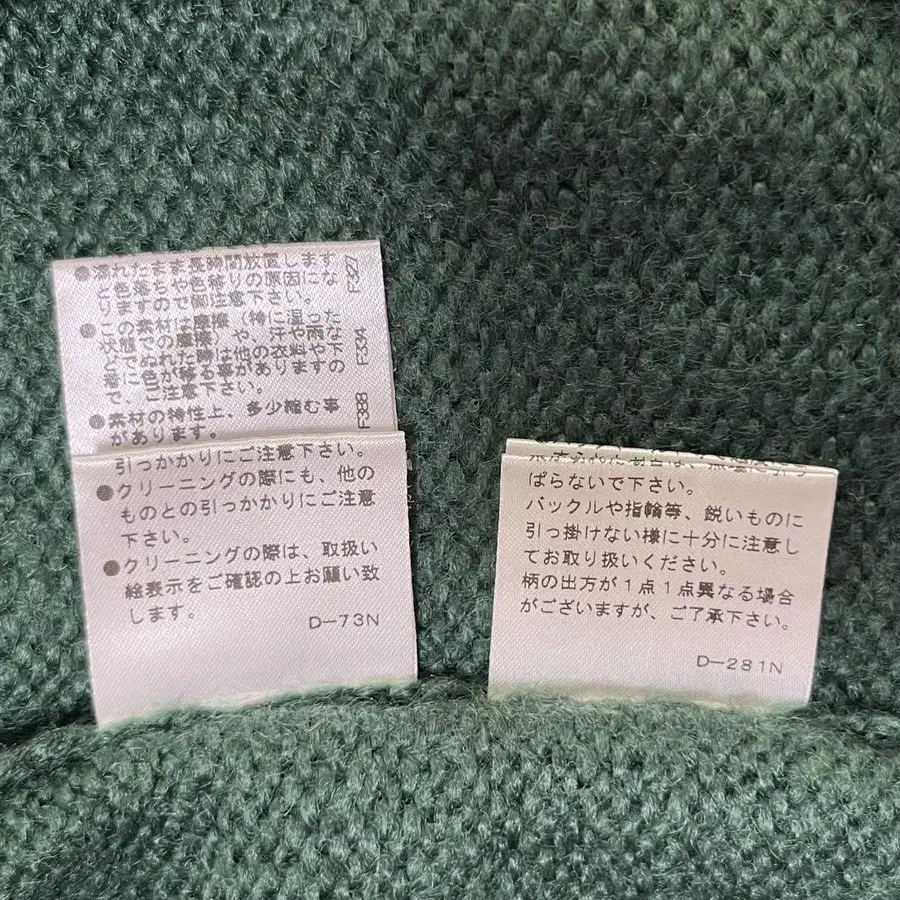 ●濡れたまま長時間放置します
と色落ちや色移りの原因にな
りますので御注意下さい。
F327
●この素材は摩擦(特に湿った
状態での摩擦)や、汗や雨な
どでぬれた時は他の衣料や下
着に、色が移る事がありますの
で、ご注意下さい。
F334
●素材の特性上、多少縮む事
があります。
F388
引っかかりにご注意下さい。
●クリーニングの際にも、他の
ものとの引っかかりにご注意
下さい。
●クリーニングの際は、取扱い
絵表示をご確認の上お願い致
します。
D-73N
ぱらないで下さい。
バックルや指輪等、鋭いものに
引っ掛けない様に十分に注意し
てお取り扱いください。
柄の出方が1点1点異なる場合
がございますが、ご了承下さい。
D-281N